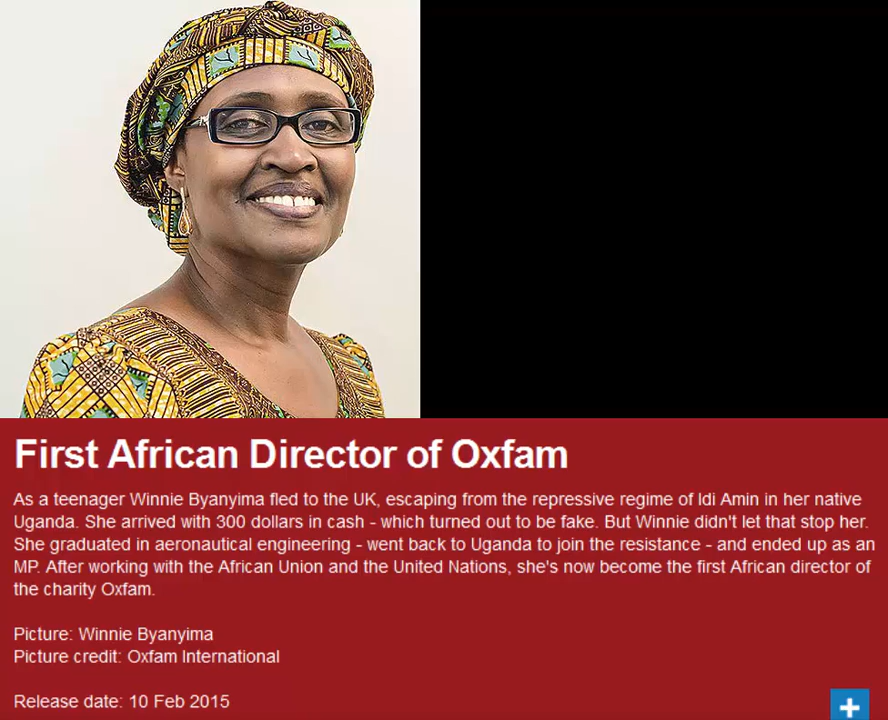 First African Director of Oxfam
As a teenager Winnie Byanyima fled to the UK, escaping from the repressive regime of Idi Amin in her native
Uganda. She arrived with 300 dollars in cash - which turned out to be fake. But Winnie didn't let that stop her.
She graduated in aeronautical engineering - went back to Uganda to join the resistance - and ended up as an
MP. After working with the African Union and the United Nations, she's now become the first African director of
the charity Oxfam.
Picture: Winnie Byanyima
Picture credit: Oxfam International
Release date: 10 Feb 2015